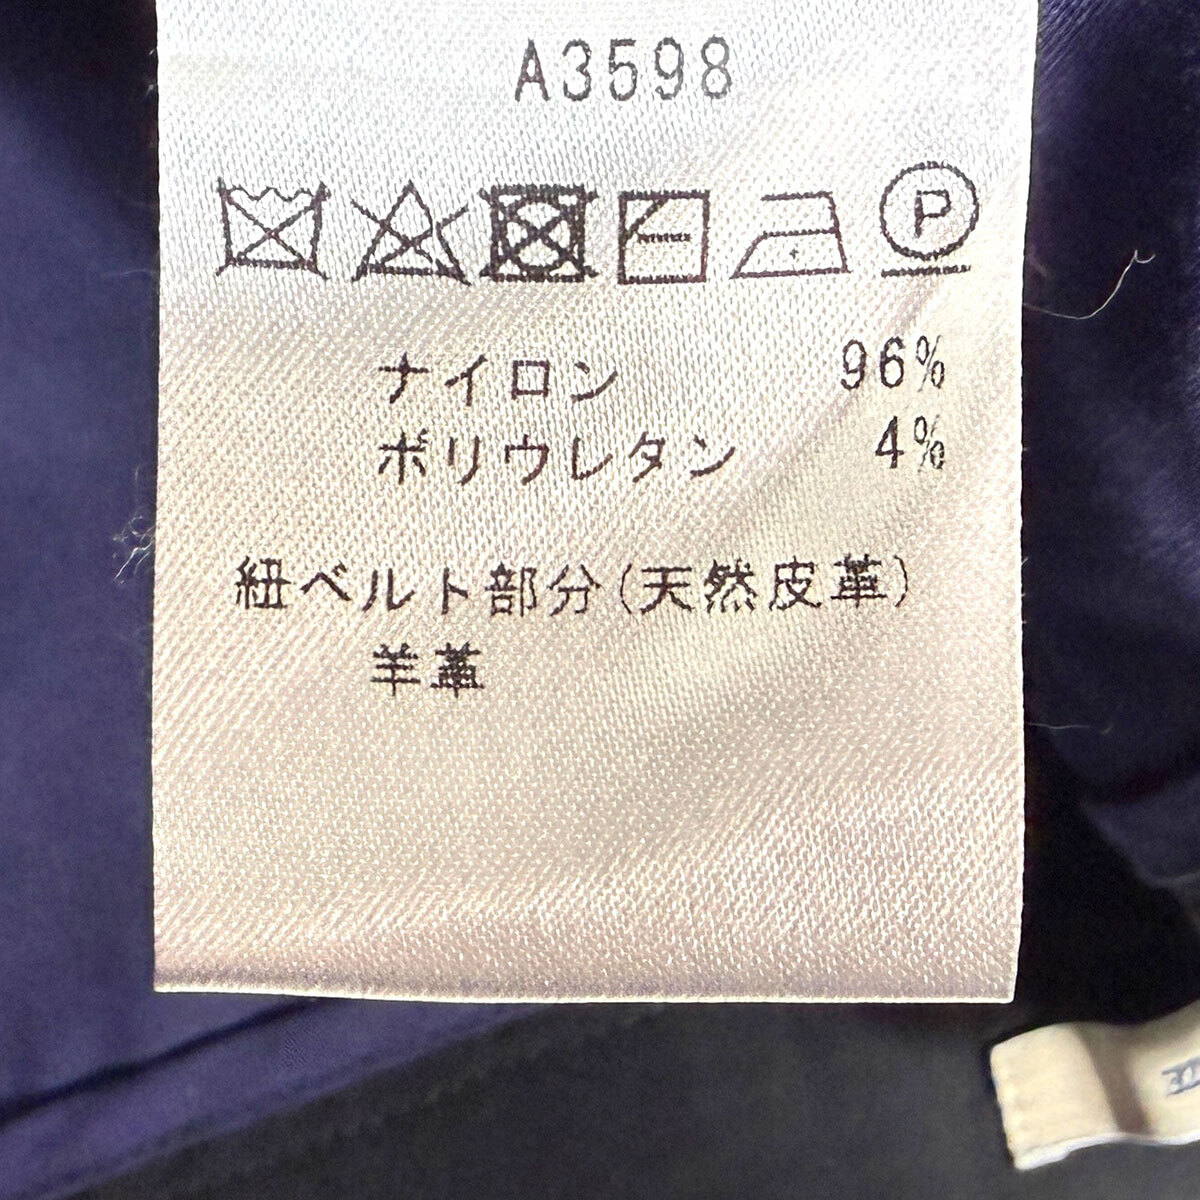 A3598
P
ナイロン 96%
ポリウレタン 4%
紐ベルト部分(天然皮革)
羊革